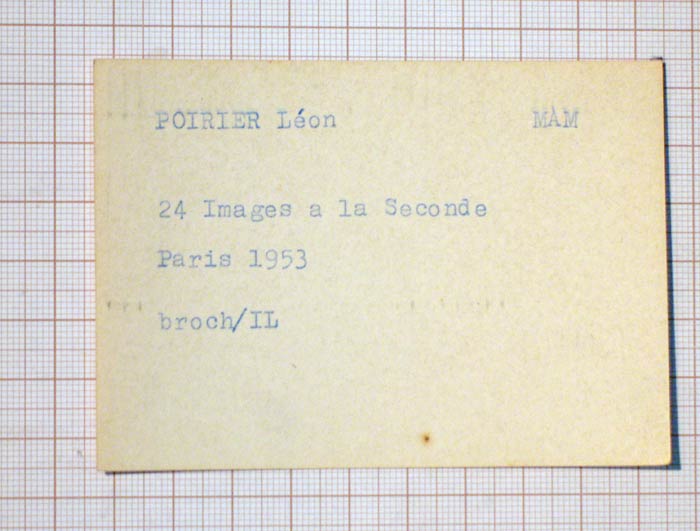 POIRIER Léon MAM
24 Images a la Seconde
Paris 1953
broch/IL